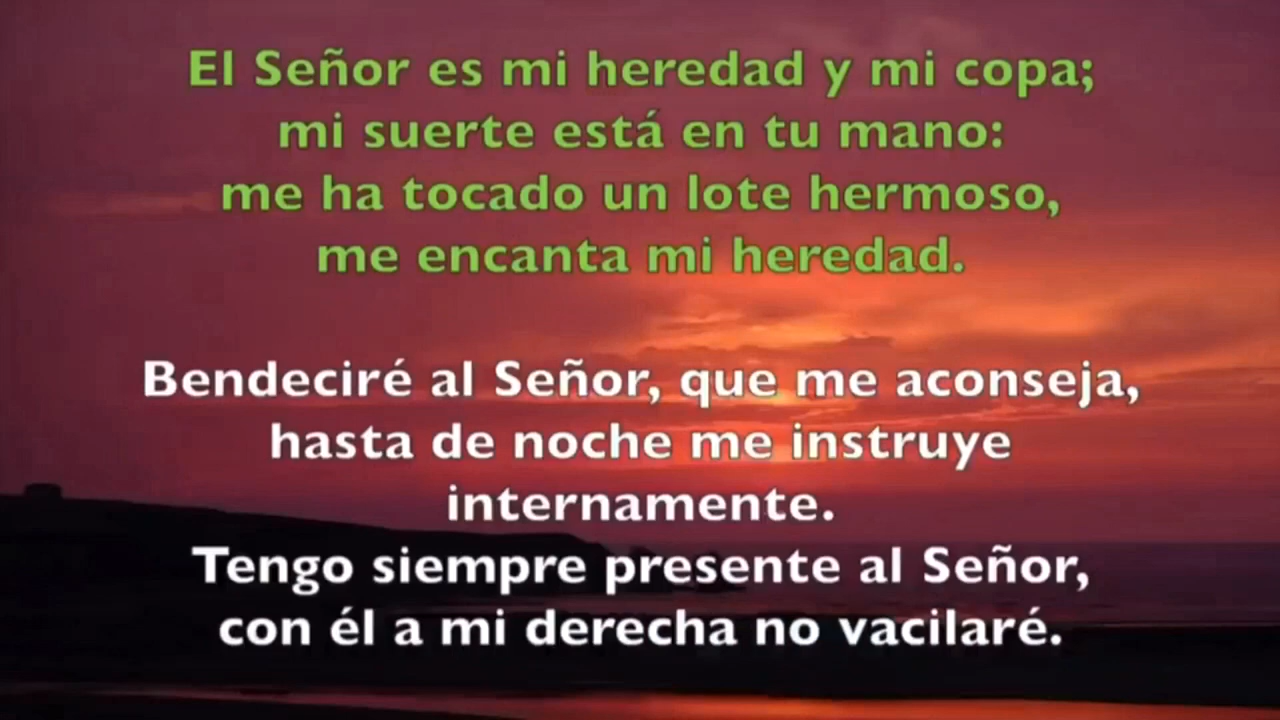 El Señor es mi heredad y mi copa;
mi suerte está en tu mano:
me ha tocado un lote hermoso,
me encanta mi heredad.
Bendeciré al Señor, que me aconseja,
hasta de noche me instruye
internamente.
Tengo siempre presente al Señor,
con él a mi derecha no vacilaré.